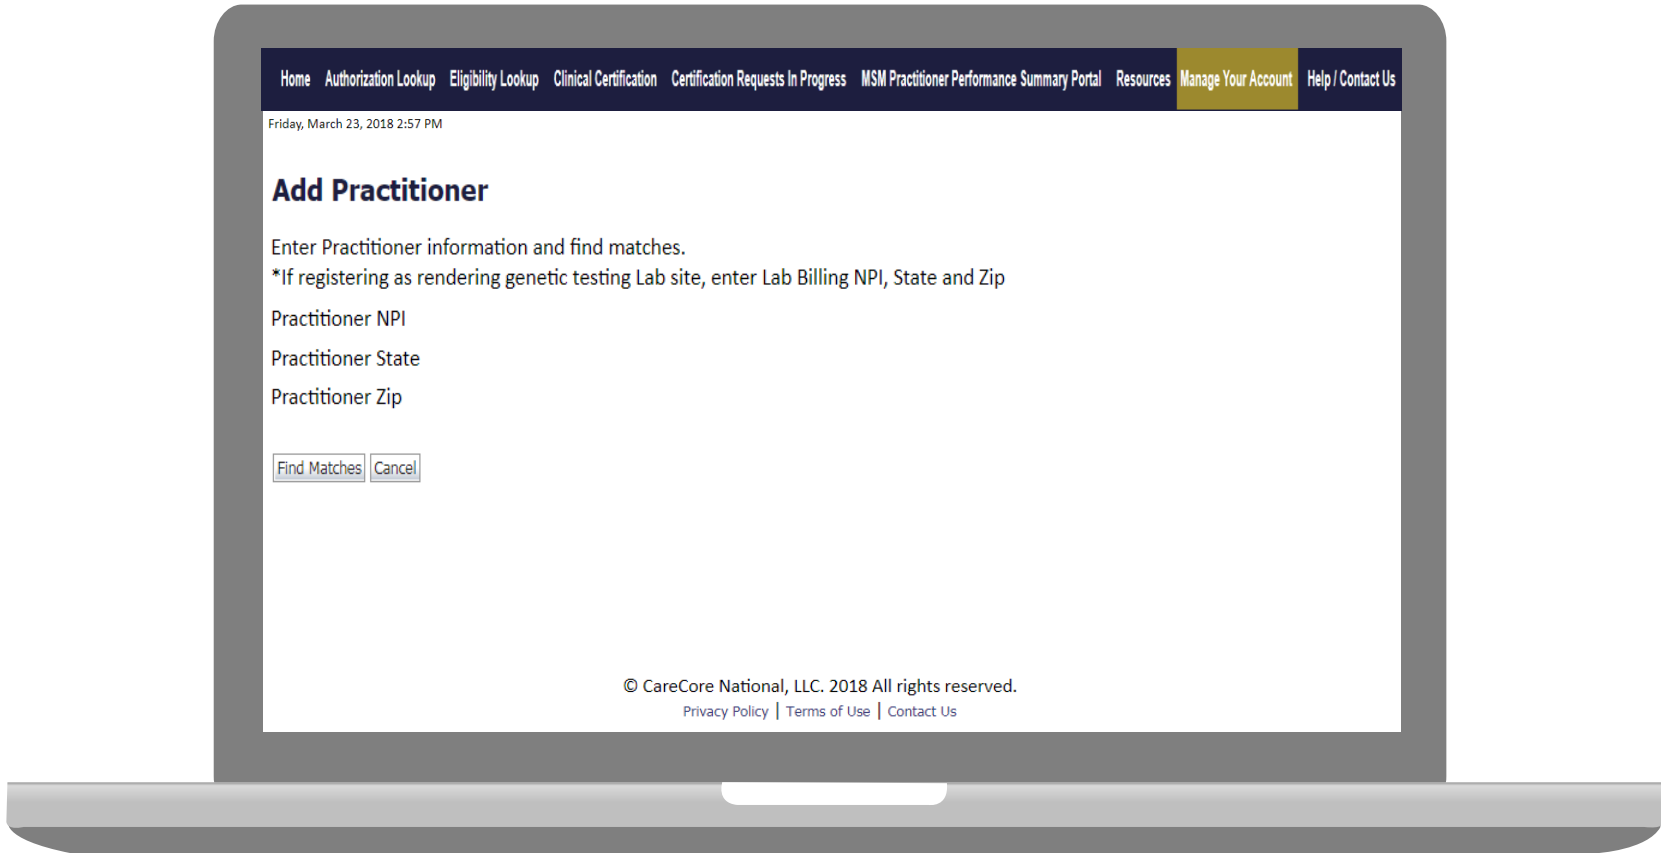 Home Authorization Lookup Eligibility Lookup Clinical Certification Certification Requests In Progress MSM Practitioner Performance Summary Portal Resources Manage Your Account Help / Contact Us
Friday, March 23, 2018 2:57 PM
Add Practitioner
Enter Practitioner information and find matches.
*If registering as rendering genetic testing Lab site, enter Lab Billing NPI, State and Zip
Practitioner NPI
Practitioner State
Practitioner Zip
Find Matches Cancel
© CareCore National, LLC. 2018 All rights reserved.
Privacy Policy | Terms of Use | Contact Us